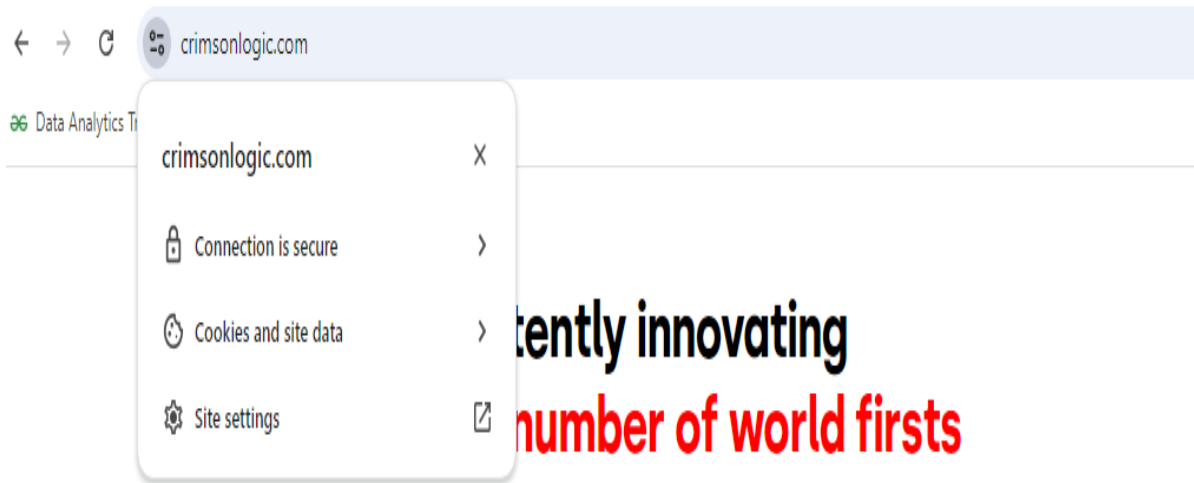 crimsonlogic.com
Data Analytics
crimsonlogic.com
Connection is secure
Cookies and site data
tently innovating
Site settings
number of world firsts